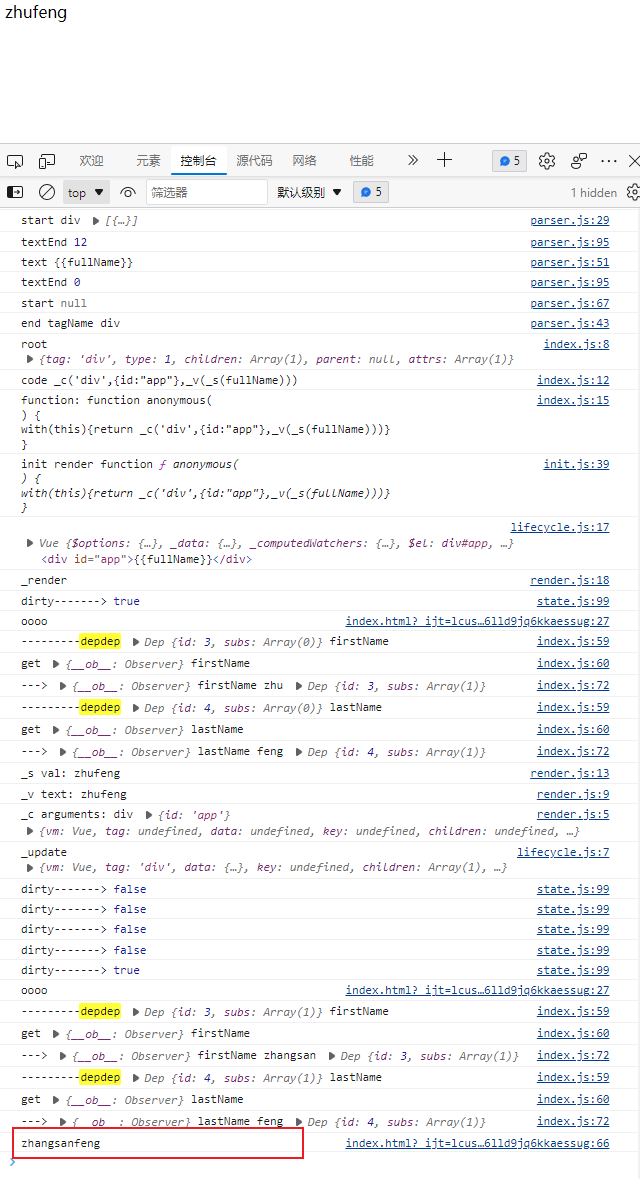 zhufeng
欢迎 元素 控制台 源代码 网络 性能 5
top ▼ 筛选器 默认级别 ▼ 5 1 hidden
start div ▶ [{…}] parser.js:29
textEnd 12 parser.js:95
text {{fullName}} parser.js:51
textEnd 0 parser.js:95
start null parser.js:67
end tagName div parser.js:43
root index.js:8
▶ {tag: 'div', type: 1, children: Array(1), parent: null, attrs: Array(1)}
code _c('div',{id:"app"},_v(_s(fullName))) index.js:12
function: function anonymous( index.js:15
) {
with(this){return _c('div',{id:"app"},_v(_s(fullName)))}
}
init render function ƒ anonymous( init.js:39
) {
with(this){return _c('div',{id:"app"},_v(_s(fullName)))}
}
lifecycle.js:17
▶ Vue {$options: {…}, _data: {…}, _computedWatchers: {…}, $el: div#app, …}
<div id="app">{{fullName}}</div>
_render render.js:18
dirty-------> true state.js:99
oooo index.html?_ijt=lcus…6lld9jq6kkaessug:27
---------depdep ▶ Dep {id: 3, subs: Array(0)} firstName index.js:59
get ▶ {__ob__: Observer} firstName index.js:60
---> ▶ {__ob__: Observer} firstName zhu ▶ Dep {id: 3, subs: Array(1)} index.js:72
---------depdep ▶ Dep {id: 4, subs: Array(0)} lastName index.js:59
get ▶ {__ob__: Observer} lastName index.js:60
---> ▶ {__ob__: Observer} lastName feng ▶ Dep {id: 4, subs: Array(1)} index.js:72
_s val: zhufeng render.js:13
_v text: zhufeng render.js:9
_c arguments: div ▶ {id: 'app'} render.js:5
▶ {vm: Vue, tag: undefined, data: undefined, key: undefined, children: undefined, …}
_update lifecycle.js:7
▶ {vm: Vue, tag: 'div', data: {…}, key: undefined, children: Array(1), …}
dirty-------> false state.js:99
dirty-------> false state.js:99
dirty-------> false state.js:99
dirty-------> false state.js:99
dirty-------> true state.js:99
oooo index.html?_ijt=lcus…6lld9jq6kkaessug:27
---------depdep ▶ Dep {id: 3, subs: Array(1)} firstName index.js:59
get ▶ {__ob__: Observer} firstName index.js:60
---> ▶ {__ob__: Observer} firstName zhangsan ▶ Dep {id: 3, subs: Array(1)} index.js:72
---------depdep ▶ Dep {id: 4, subs: Array(1)} lastName index.js:59
get ▶ {__ob__: Observer} lastName index.js:60
---> ▶ {__ob__: Observer} lastName feng ▶ Dep {id: 4, subs: Array(1)} index.js:72
zhangsanfeng index.html?_ijt=lcus…6lld9jq6kkaessug:66